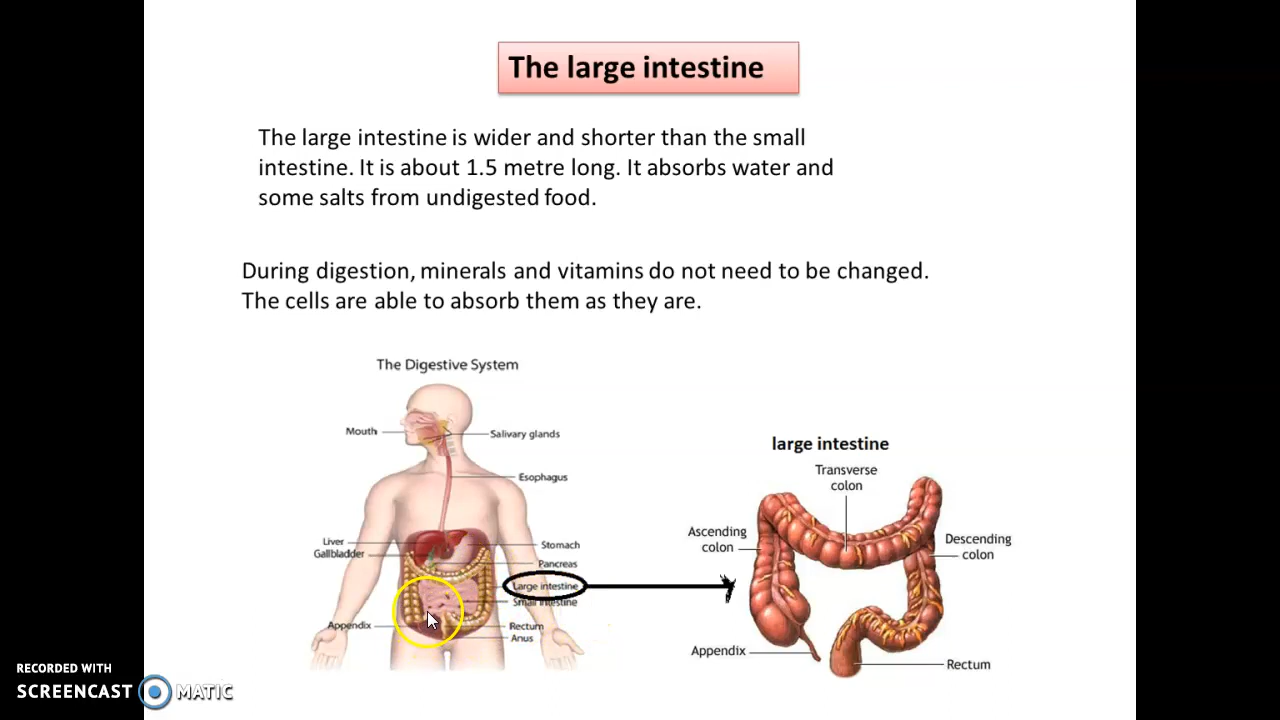 The large intestine
The large intestine is wider and shorter than the small
intestine. It is about 1.5 metre long. It absorbs water and
some salts from undigested food.
During digestion, minerals and vitamins do not need to be changed.
The cells are able to absorb them as they are.
The Digestive System
Mouth
Salivary glands
Esophagus
Liver
Gallbladder
Stomach
Pancreas
Large intestine
Small intestine
Appendix
Rectum
Anus
large intestine
Transverse
colon
Ascending
colon
Descending
colon
Appendix
Rectum
RECORDED WITH
SCREENCAST MATIC